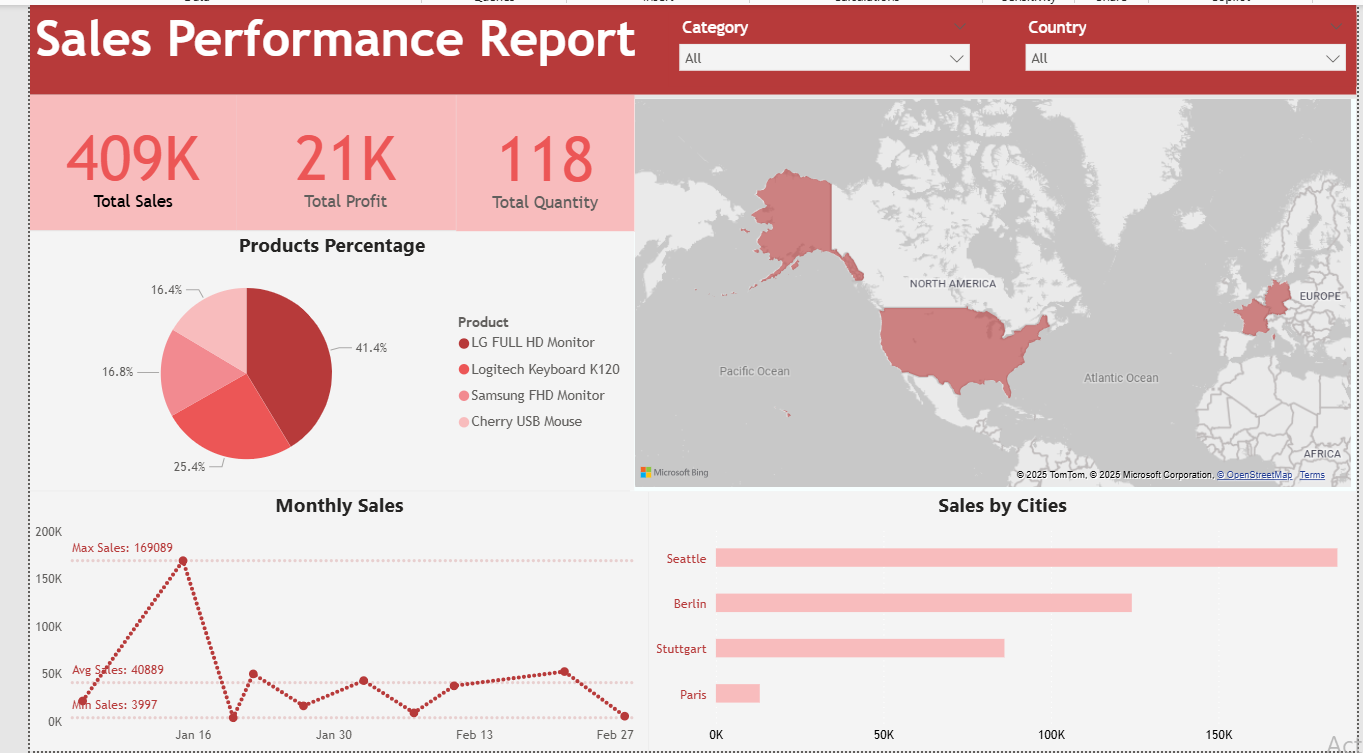 Sales Performance Report
Category
All
Country
All
409K
Total Sales
21K
Total Profit
118
Total Quantity
Products Percentage
16.4%
41.4%
16.8%
25.4%
Product
LG FULL HD Monitor
Logitech Keyboard K120
Samsung FHD Monitor
Cherry USB Mouse
NORTH AMERICA
EUROPE
Pacific Ocean
Atlantic Ocean
AFRICA
Microsoft Bing
© 2025 TomTom, © 2025 Microsoft Corporation, © OpenStreetMap Terms
Monthly Sales
200K
Max Sales: 169089
150K
100K
50K
Avg Sales: 40889
Min Sales: 3997
0K
Jan 16
Jan 30
Feb 13
Feb 27
Sales by Cities
Seattle
Berlin
Stuttgart
Paris
0K
50K
100K
150K